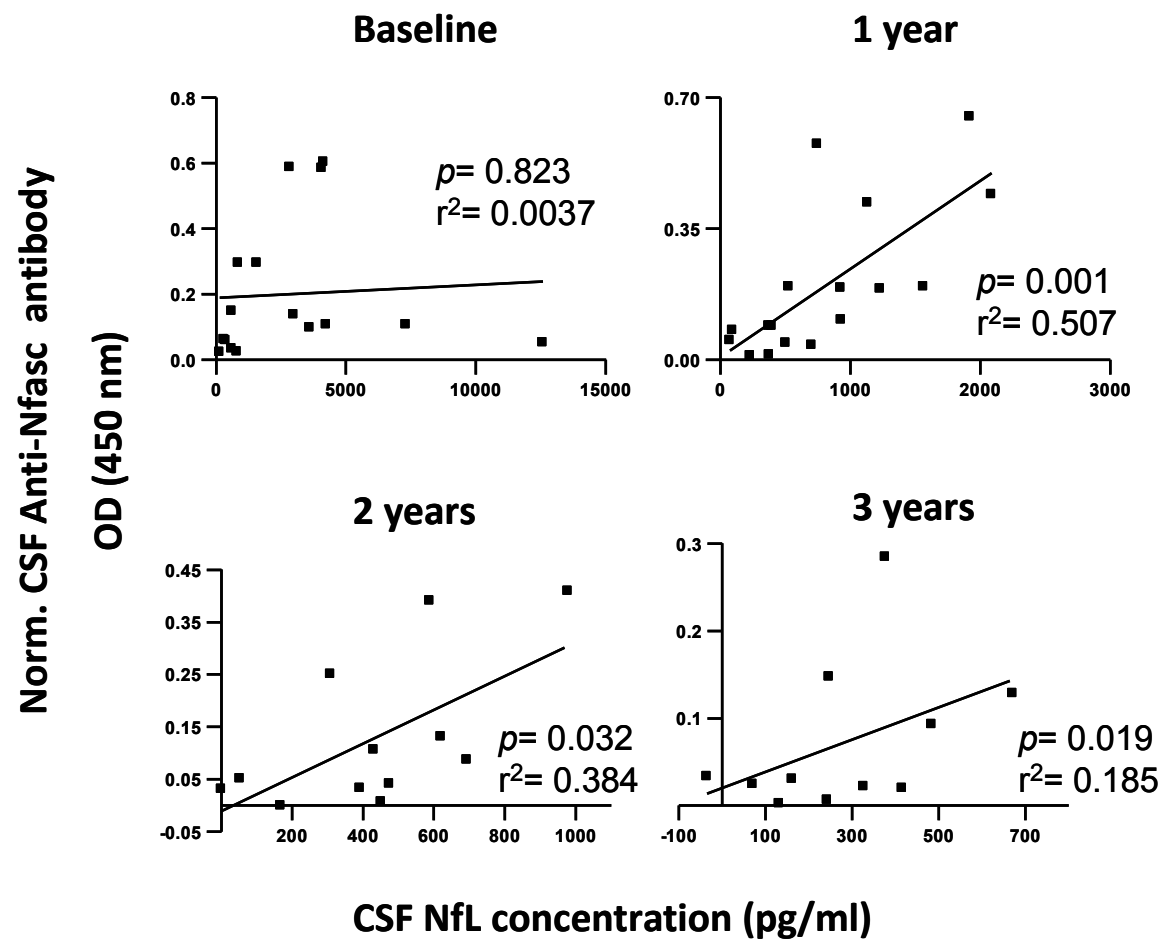 Baseline
1 year
Norm. CSF Anti-Nfasc antibody
OD (450 nm)
0.8
0.6
0.4
0.2
0.0
0
5000
10000
15000
p= 0.823
r²= 0.0037
0.70
0.35
0.00
0
1000
2000
3000
p= 0.001
r²= 0.507
2 years
3 years
0.45
0.35
0.25
0.15
0.05
-0.05
200
400
600
800
1000
p= 0.032
r²= 0.384
0.3
0.2
0.1
-100
100
300
500
700
p= 0.019
r²= 0.185
CSF NfL concentration (pg/ml)